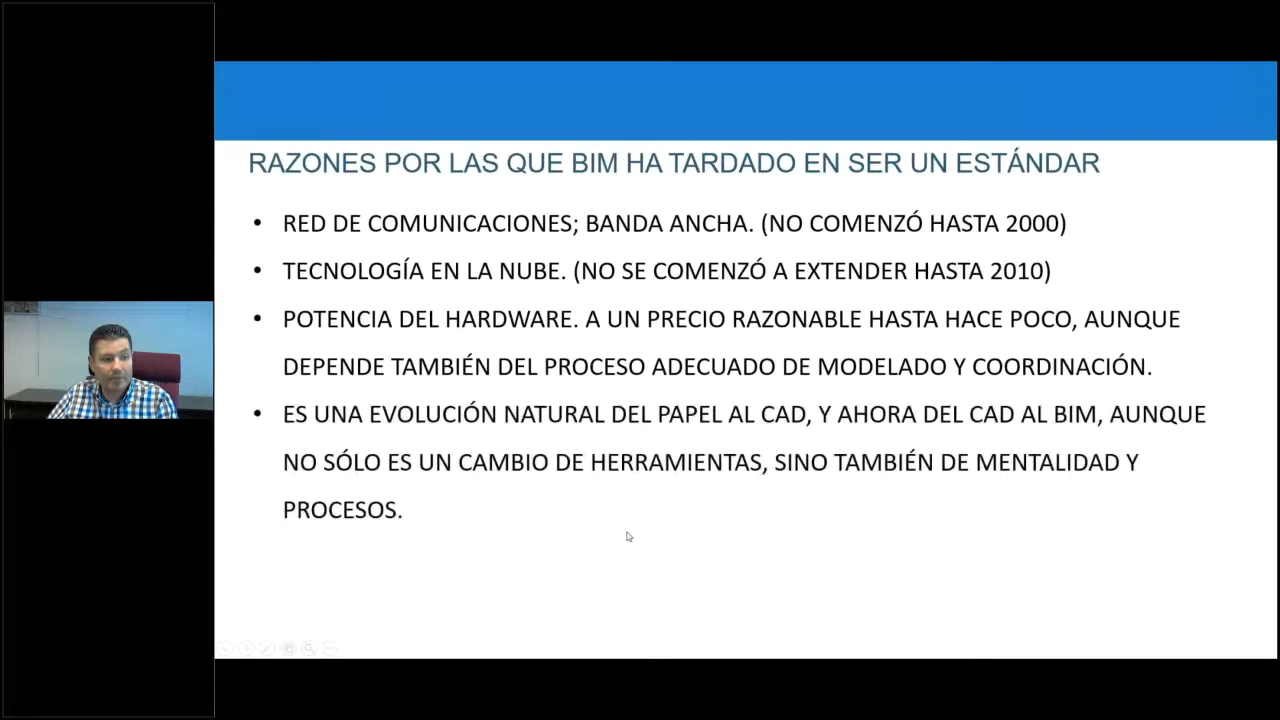 RAZONES POR LAS QUE BIM HA TARDADO EN SER UN ESTÁNDAR
• RED DE COMUNICACIONES; BANDA ANCHA. (NO COMENZÓ HASTA 2000)
• TECNOLOGÍA EN LA NUBE. (NO SE COMENZÓ A EXTENDER HASTA 2010)
• POTENCIA DEL HARDWARE. A UN PRECIO RAZONABLE HASTA HACE POCO, AUNQUE
DEPENDE TAMBIÉN DEL PROCESO ADECUADO DE MODELADO Y COORDINACIÓN.
• ES UNA EVOLUCIÓN NATURAL DEL PAPEL AL CAD, Y AHORA DEL CAD AL BIM, AUNQUE
NO SÓLO ES UN CAMBIO DE HERRAMIENTAS, SINO TAMBIÉN DE MENTALIDAD Y
PROCESOS.